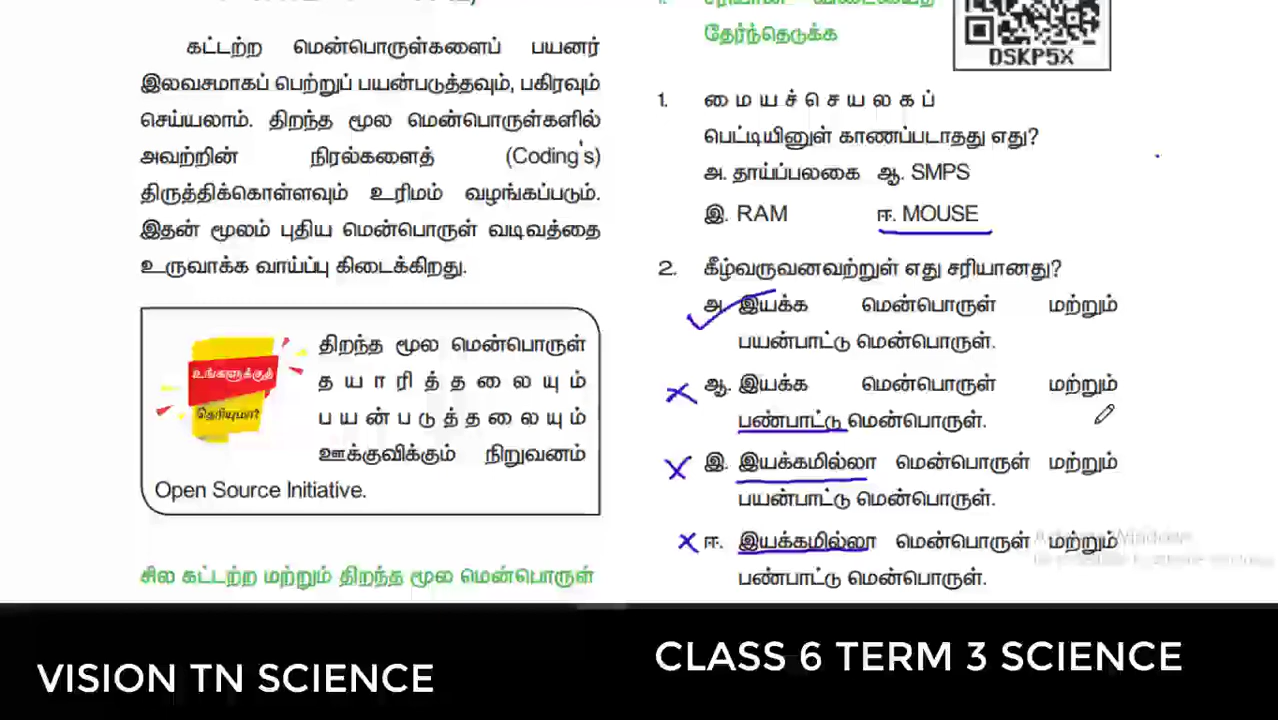 கட்டற்ற மென்பொருள்களைப் பயனர்
இலவசமாகப் பெற்றுப் பயன்படுத்தவும், பகிரவும்
செய்யலாம். திறந்த மூல மென்பொருள்களில்
அவற்றின் நிரல்களைத் (Coding's)
திருத்திக்கொள்ளவும் உரிமம் வழங்கப்படும்.
இதன் மூலம் புதிய மென்பொருள் வடிவத்தை
உருவாக்க வாய்ப்பு கிடைக்கிறது.
உங்களுக்குத்
தெரியுமா?
திறந்த மூல மென்பொருள்
தயாரித்தலையும்
பயன்படுத்தலையும்
ஊக்குவிக்கும் நிறுவனம்
Open Source Initiative.
சில கட்டற்ற மற்றும் திறந்த மூல மென்பொருள்
தேர்ந்தெடுக்க
DSKP5X
1. மையச்செயலகப்
பெட்டியினுள் காணப்படாதது எது?
அ. தாய்ப்பலகை ஆ. SMPS
இ. RAM ஈ. MOUSE
2. கீழ்வருவனவற்றுள் எது சரியானது?
அ. இயக்க மென்பொருள் மற்றும்
பயன்பாட்டு மென்பொருள்.
ஆ. இயக்க மென்பொருள் மற்றும்
பண்பாட்டு மென்பொருள்.
இ. இயக்கமில்லா மென்பொருள் மற்றும்
பயன்பாட்டு மென்பொருள்.
ஈ. இயக்கமில்லா மென்பொருள் மற்றும்
பண்பாட்டு மென்பொருள்.
VISION TN SCIENCE
CLASS 6 TERM 3 SCIENCE